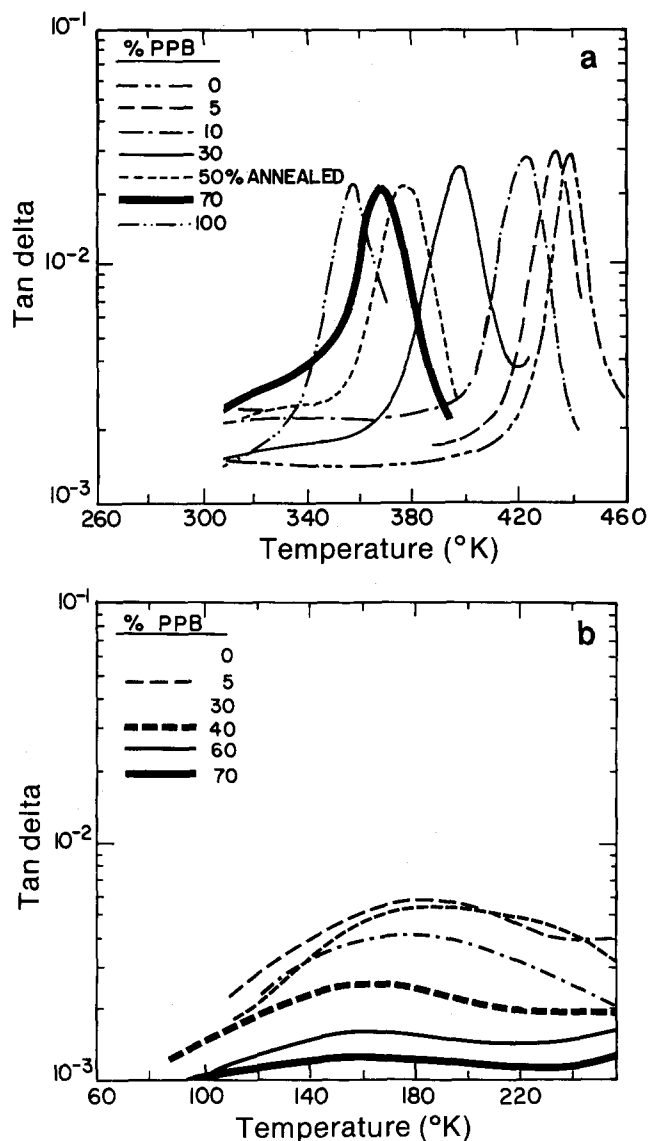 10-1
% PPB
a
0
5
10
30
50% ANNEALED
70
100
Tan delta
10-2
10-3
260 300 340 380 420 460
Temperature (°K)
10-1
% PPB
b
0
5
30
40
60
70
Tan delta
10-2
10-3
60 100 140 180 220
Temperature (°K)